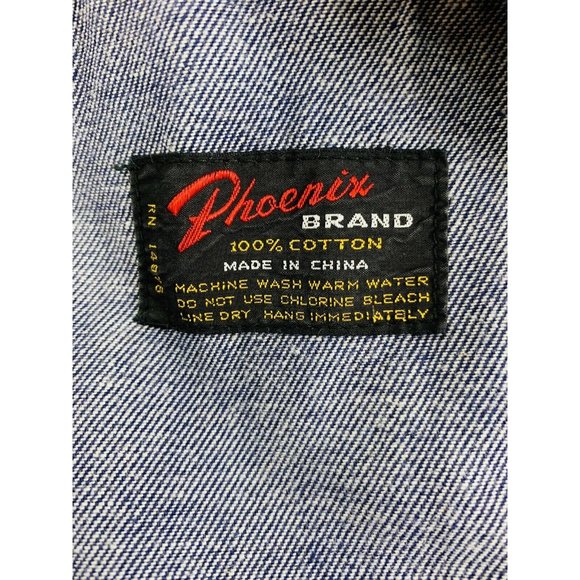 Phoenix
BRAND
100% COTTON
MADE IN CHINA
MACHINE WASH WARM WATER
DO NOT USE CHLORINE BLEACH
LINE DRY HANG IMMEDIATELY
RN